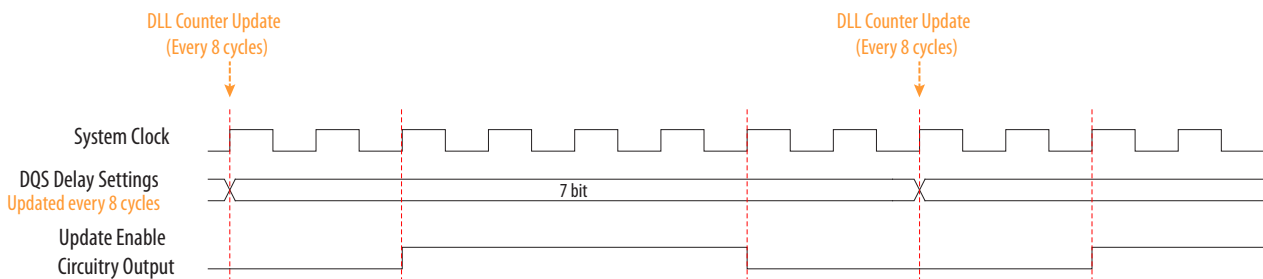 DLL Counter Update
(Every 8 cycles)
DLL Counter Update
(Every 8 cycles)
System Clock
DQS Delay Settings
Updated every 8 cycles
7 bit
Update Enable
Circuitry Output